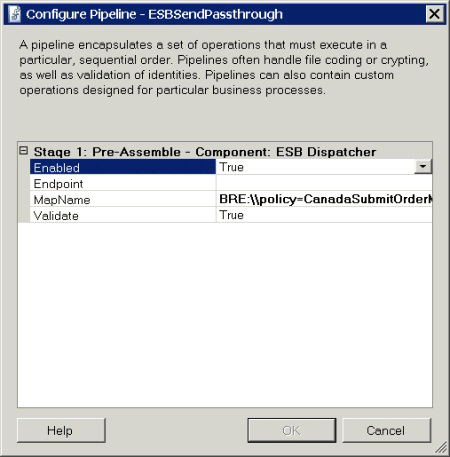 Configure Pipeline - ESBSendPassthrough
A pipeline encapsulates a set of operations that must execute in a
particular, sequential order. Pipelines often handle file coding or crypting,
as well as validation of identities. Pipelines can also contain custom
operations designed for particular business processes.
Stage 1: Pre-Assemble - Component: ESB Dispatcher
Enabled True
Endpoint
MapName BRE:\\policy=CanadaSubmitOrderM
Validate True
Help OK Cancel